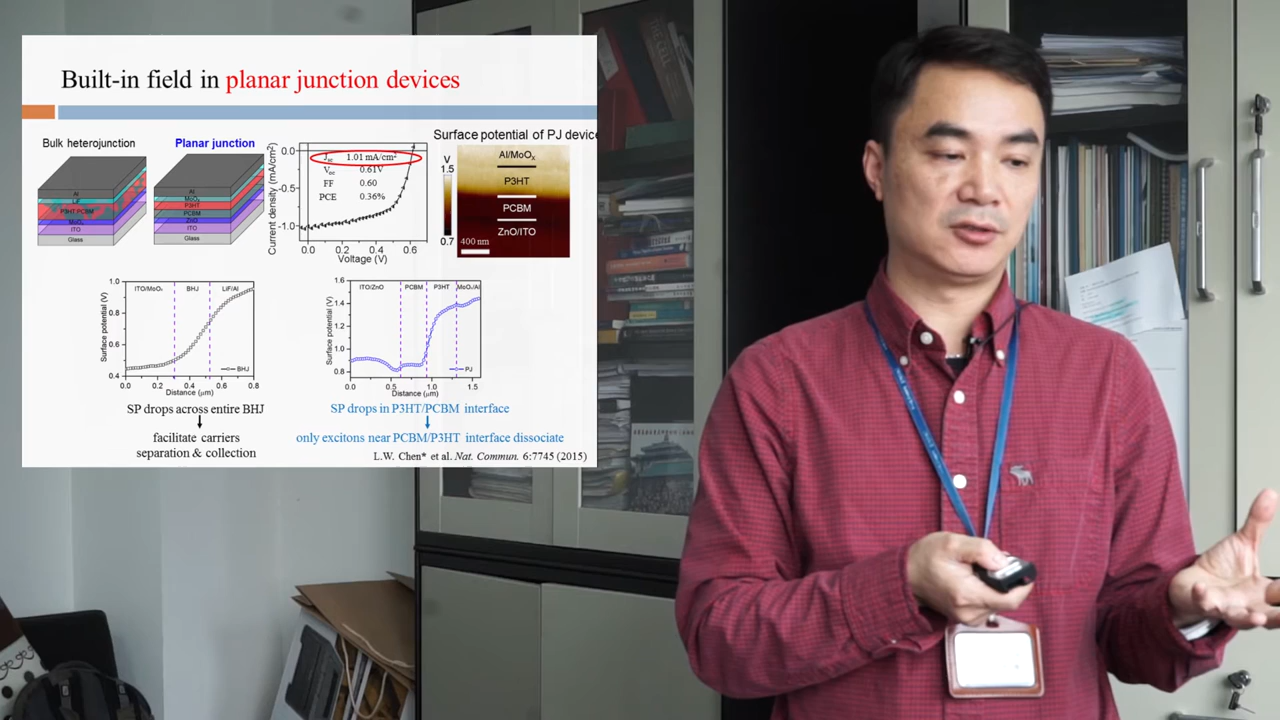 Built-in field in planar junction devices
Bulk heterojunction
Planar junction
Al
LiF
P3HT:PCBM
MoOₓ
ITO
Glass
Al
MoOₓ
P3HT
PCBM
ZnO
ITO
Glass
Current density (mA/cm²)
0.0
-0.5
-1.0
Jsc 1.01 mA/cm²
Voc 0.61V
FF 0.60
PCE 0.36%
0.0 0.2 0.4 0.6
Voltage (V)
Surface potential of PJ device
V
1.5
0.7
Al/MoOₓ
P3HT
PCBM
ZnO/ITO
400 nm
Surface potential (V)
1.0
0.8
0.6
0.4
ITO/MoOₓ BHJ LiF/Al
BHJ
0.0 0.2 0.4 0.6 0.8
Distance (μm)
SP drops across entire BHJ
facilitate carriers
separation & collection
Surface potential (V)
1.6
1.4
1.2
1.0
0.8
ITO/ZnO PCBM P3HT MoOₓ/Al
PJ
0.0 0.5 1.0 1.5
Distance (μm)
SP drops in P3HT/PCBM interface
only excitons near PCBM/P3HT interface dissociate
L.W. Chen* et al. Nat. Commun. 6:7745 (2015)